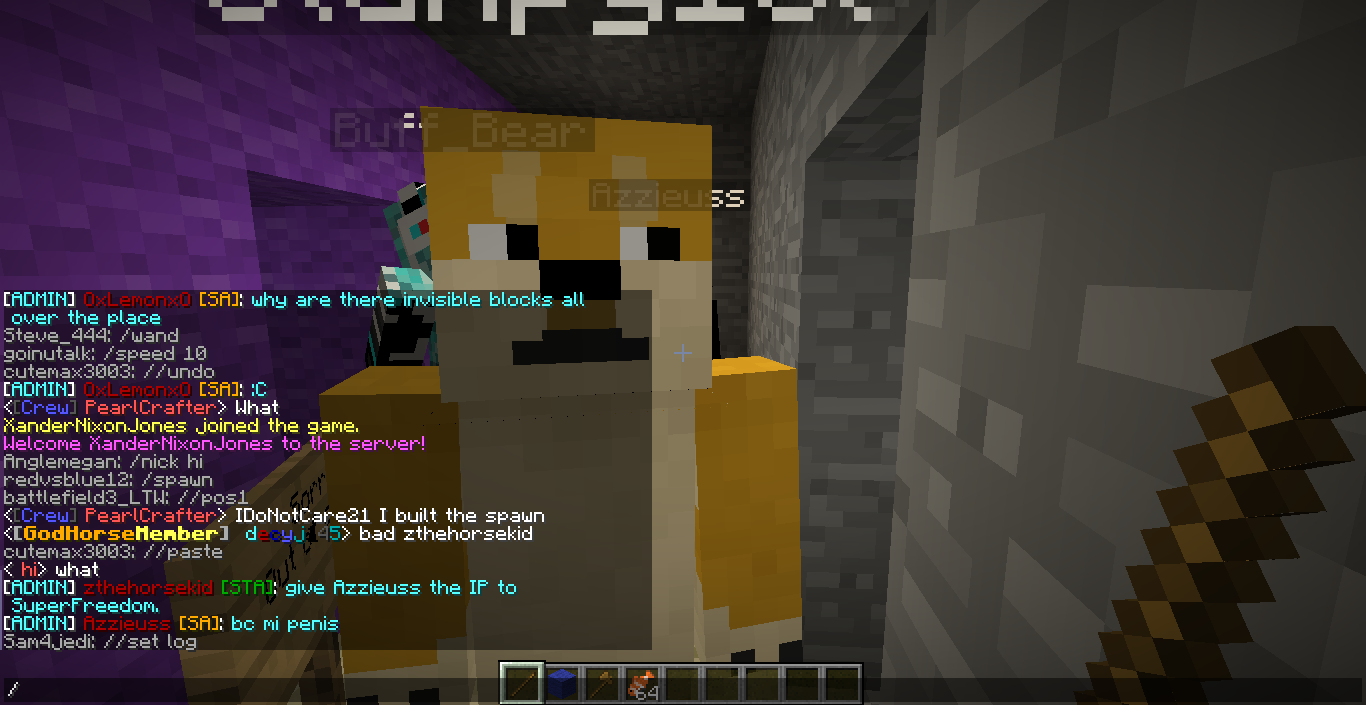 Buff_Bear
Azzieuss
[ADMIN] 0xLemonx0 [SA]: why are there invisible blocks all
over the place
Steve_444: /wand
goinutalk: /speed 10
cutemax3003: //undo
[ADMIN] 0xLemonx0 [SA]: :C
<[Crew] PearlCrafter> What
XanderNixonJones joined the game.
Welcome XanderNixonJones to the server!
Anglemegan: /nick hi
redvsblue12: /spawn
battlefield3_LTW: //pos1
<[Crew] PearlCrafter> IDoNotCare21 I built the spawn
<[GodHorseMember] decyj145> bad zthehorsekid
cutemax3003: //paste
< hi> what
[ADMIN] zthehorsekid [STA]: give Azzieuss the IP to
SuperFreedom.
[ADMIN] Azzieuss [SA]: bc mi penis
Sam4jedi: //set log
64
/